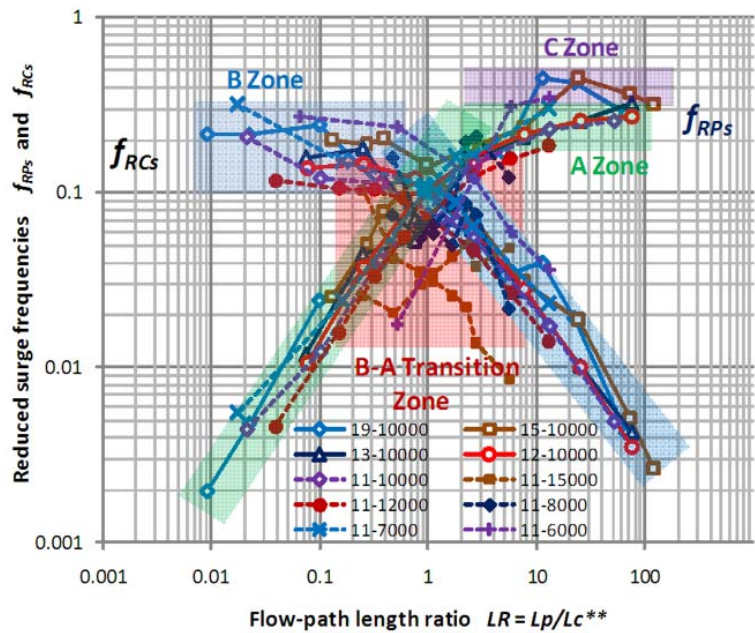 Reduced surge frequencies fRPs and fRCs
1
0.1
0.01
0.001
B Zone
C Zone
fRCs
fRPs
A Zone
B-A Transition
Zone
19-10000
15-10000
13-10000
12-10000
11-10000
11-15000
11-12000
11-8000
11-7000
11-6000
0.001
0.01
0.1
1
10
100
Flow-path length ratio LR = Lp/Lc**